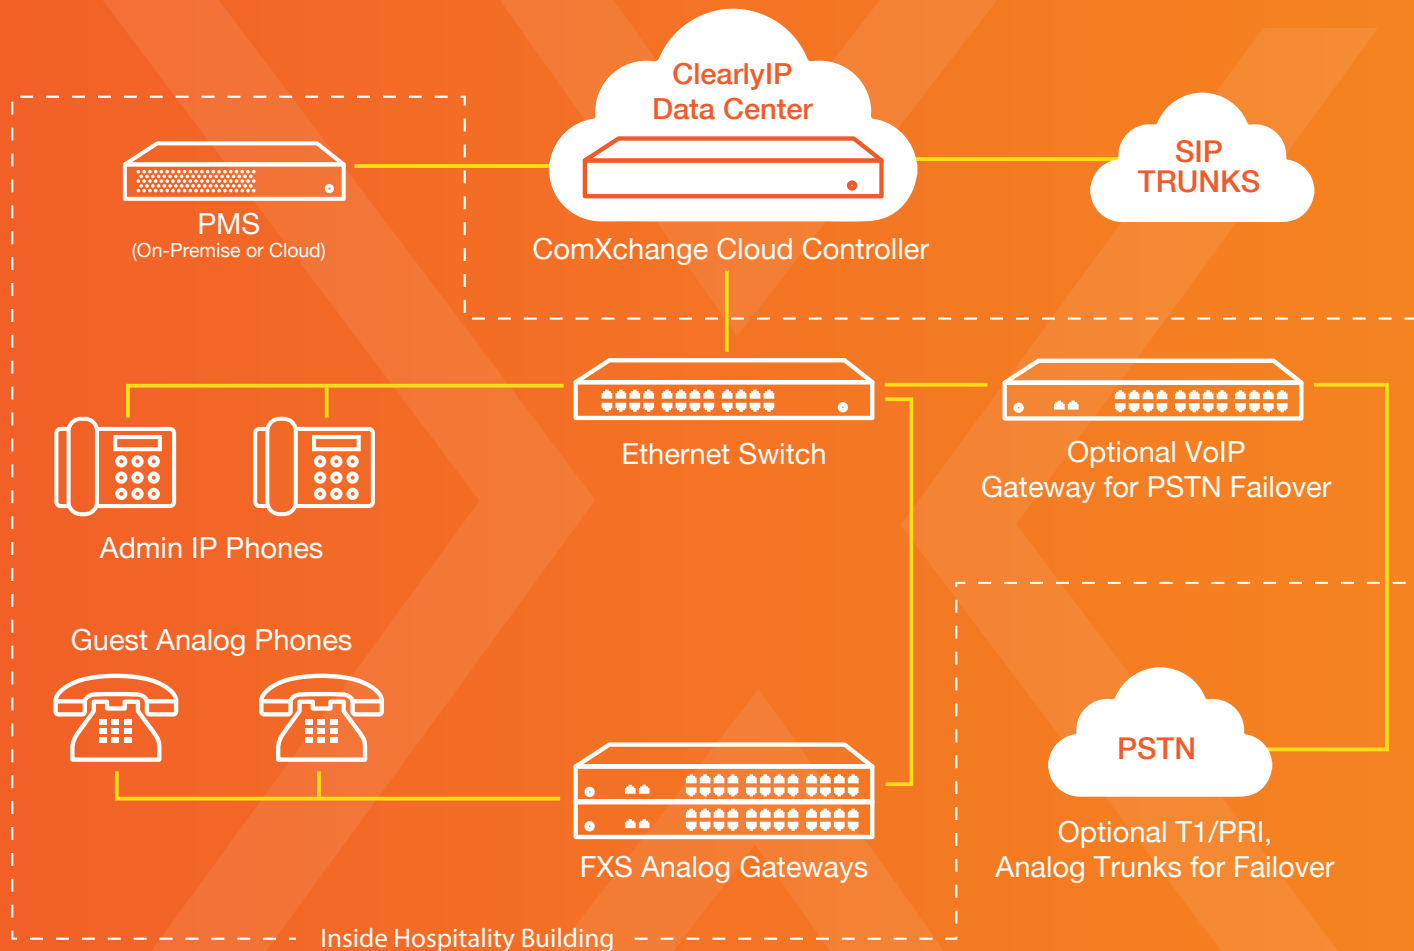 ClearlyIP
Data Center
SIP
TRUNKS
PMS
(On-Premise or Cloud)
ComXchange Cloud Controller
Ethernet Switch
Optional VoIP
Gateway for PSTN Failover
Admin IP Phones
Guest Analog Phones
PSTN
Optional T1/PRI,
Analog Trunks for Failover
FXS Analog Gateways
Inside Hospitality Building